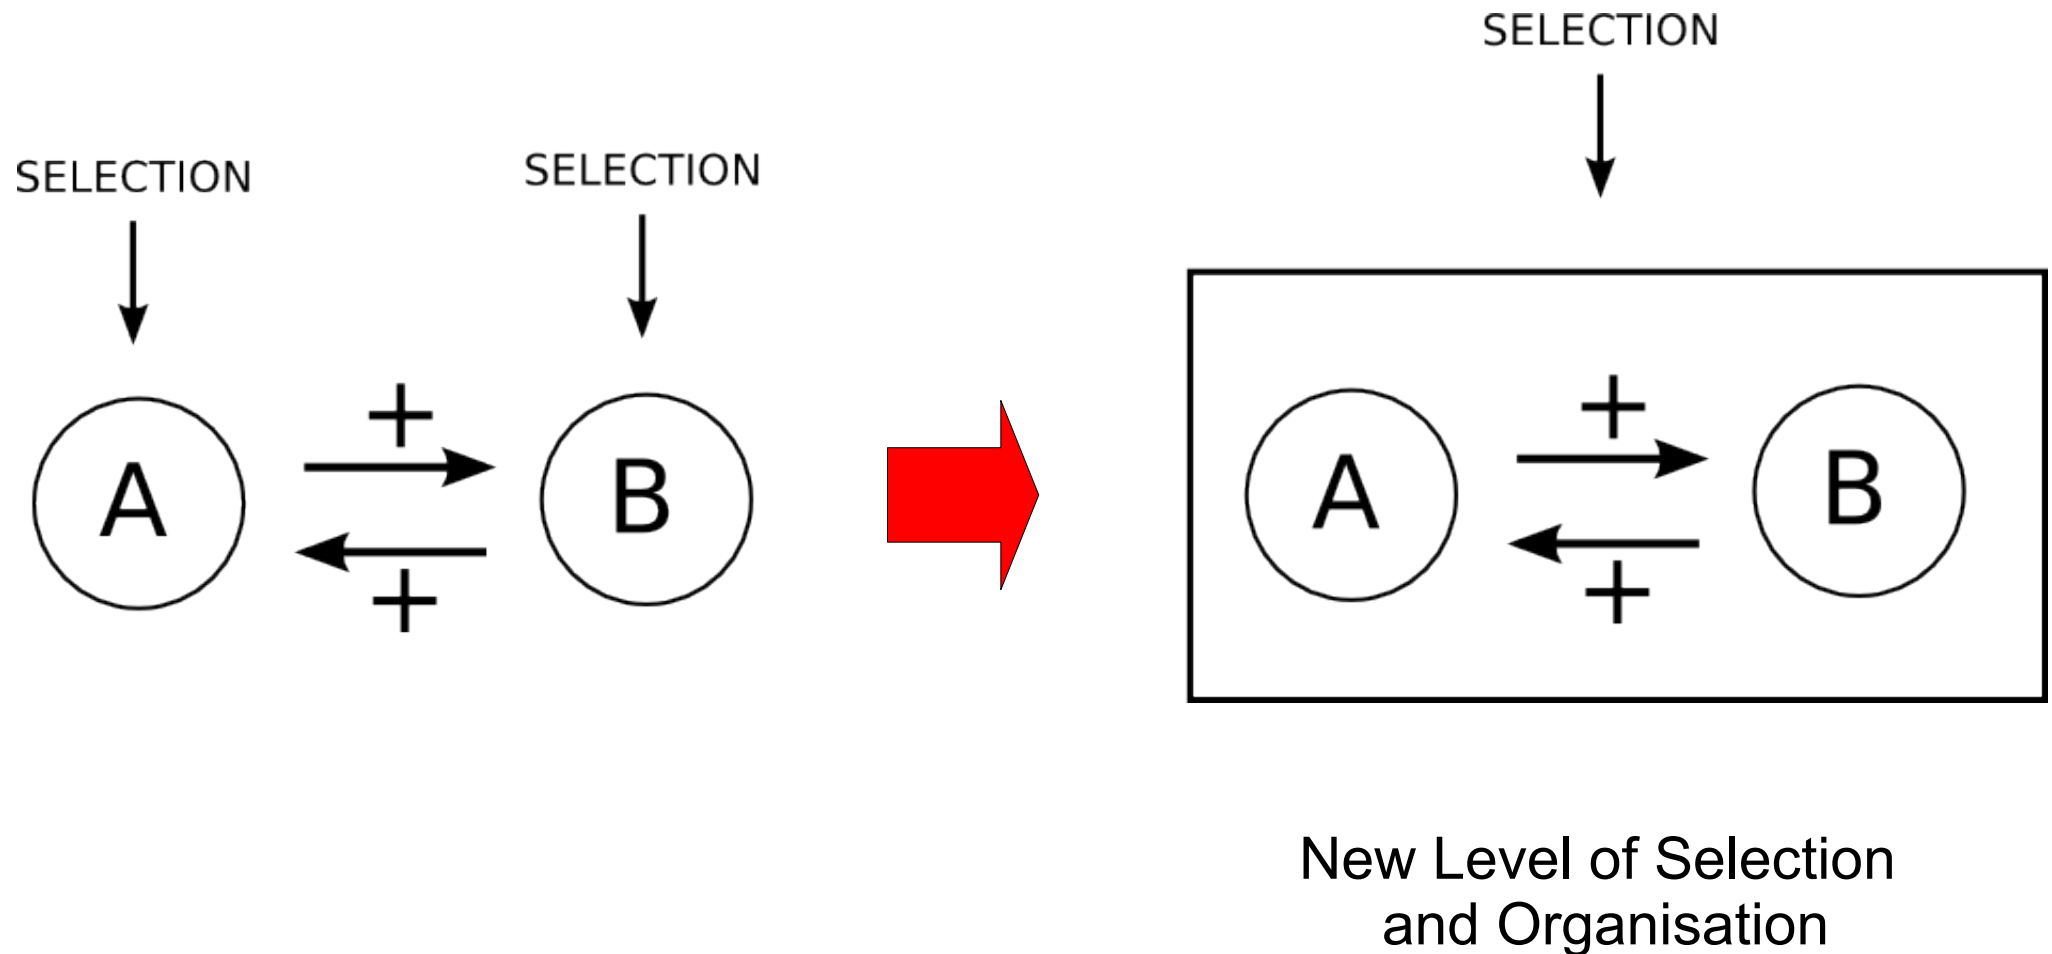 SELECTION
SELECTION
A
+
+
B
SELECTION
A
+
+
B
New Level of Selection
and Organisation